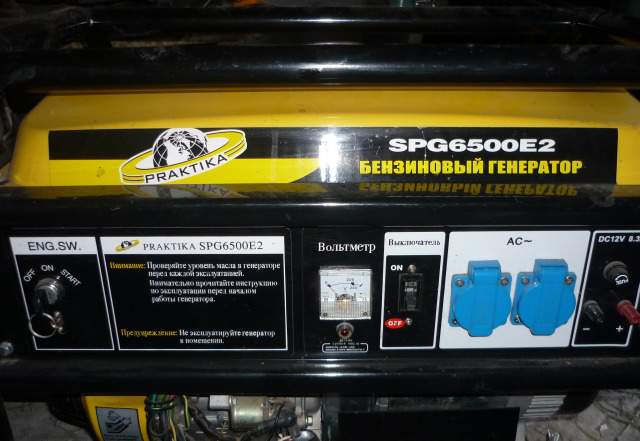 PRAKTIKA
SPG6500E2
БЕНЗИНОВЫЙ ГЕНЕРАТОР
ENG.SW.
OFF
ON
START
PRAKTIKA SPG6500E2
Внимание: Проверяйте уровень масла в генераторе
перед каждой эксплуатацией.
Внимательно прочитайте инструкцию
по эксплуатации перед началом
работы генератора.
Предупреждение: Не эксплуатируйте генератор
в помещении.
Вольтметр
Выключатель
ON
OFF
AC~
DC12V 8.3
− +